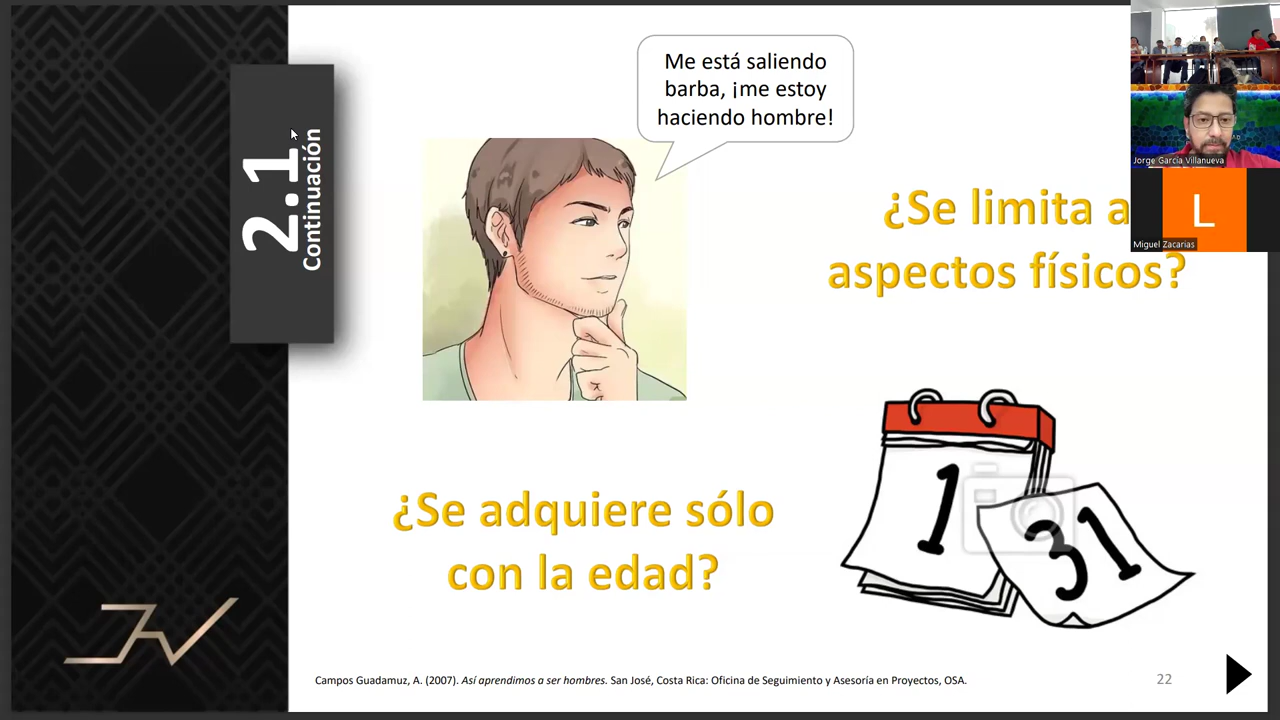 2.1.
Continuación
Me está saliendo
barba, ¡me estoy
haciendo hombre!
¿Se limita a
aspectos físicos?
1
31
¿Se adquiere sólo
con la edad?
JGV
Campos Guadamuz, A. (2007). Así aprendimos a ser hombres. San José, Costa Rica: Oficina de Seguimiento y Asesoría en Proyectos, OSA.
22
Jorge García Villanueva
L
Miguel Zacarias